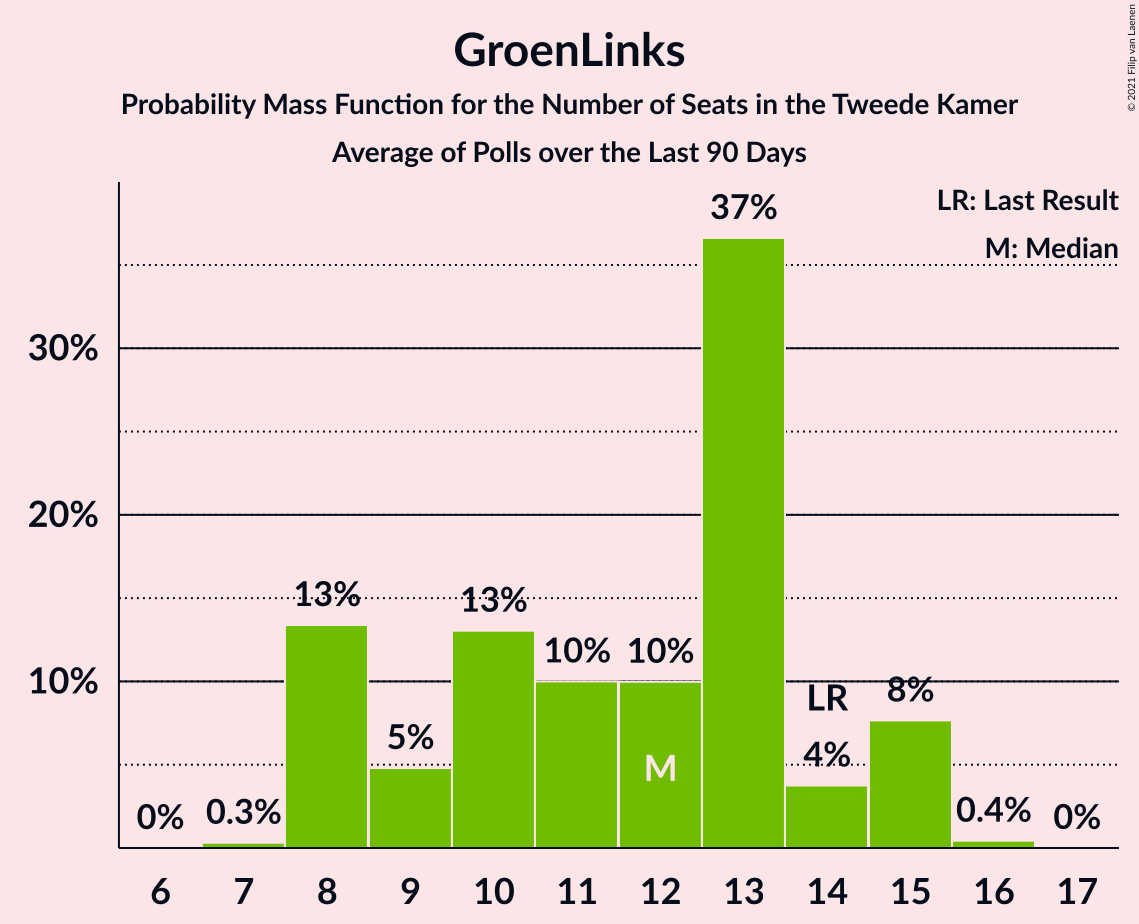 GroenLinks
Probability Mass Function for the Number of Seats in the Tweede Kamer
Average of Polls over the Last 90 Days
© 2021 Filip van Laenen
LR: Last Result
M: Median
37%
30%
20%
13%
13%
10%
10%
10%
8%
LR
5%
4%
M
0%
0.3%
0.4%
0%
6 7 8 9 10 11 12 13 14 15 16 17